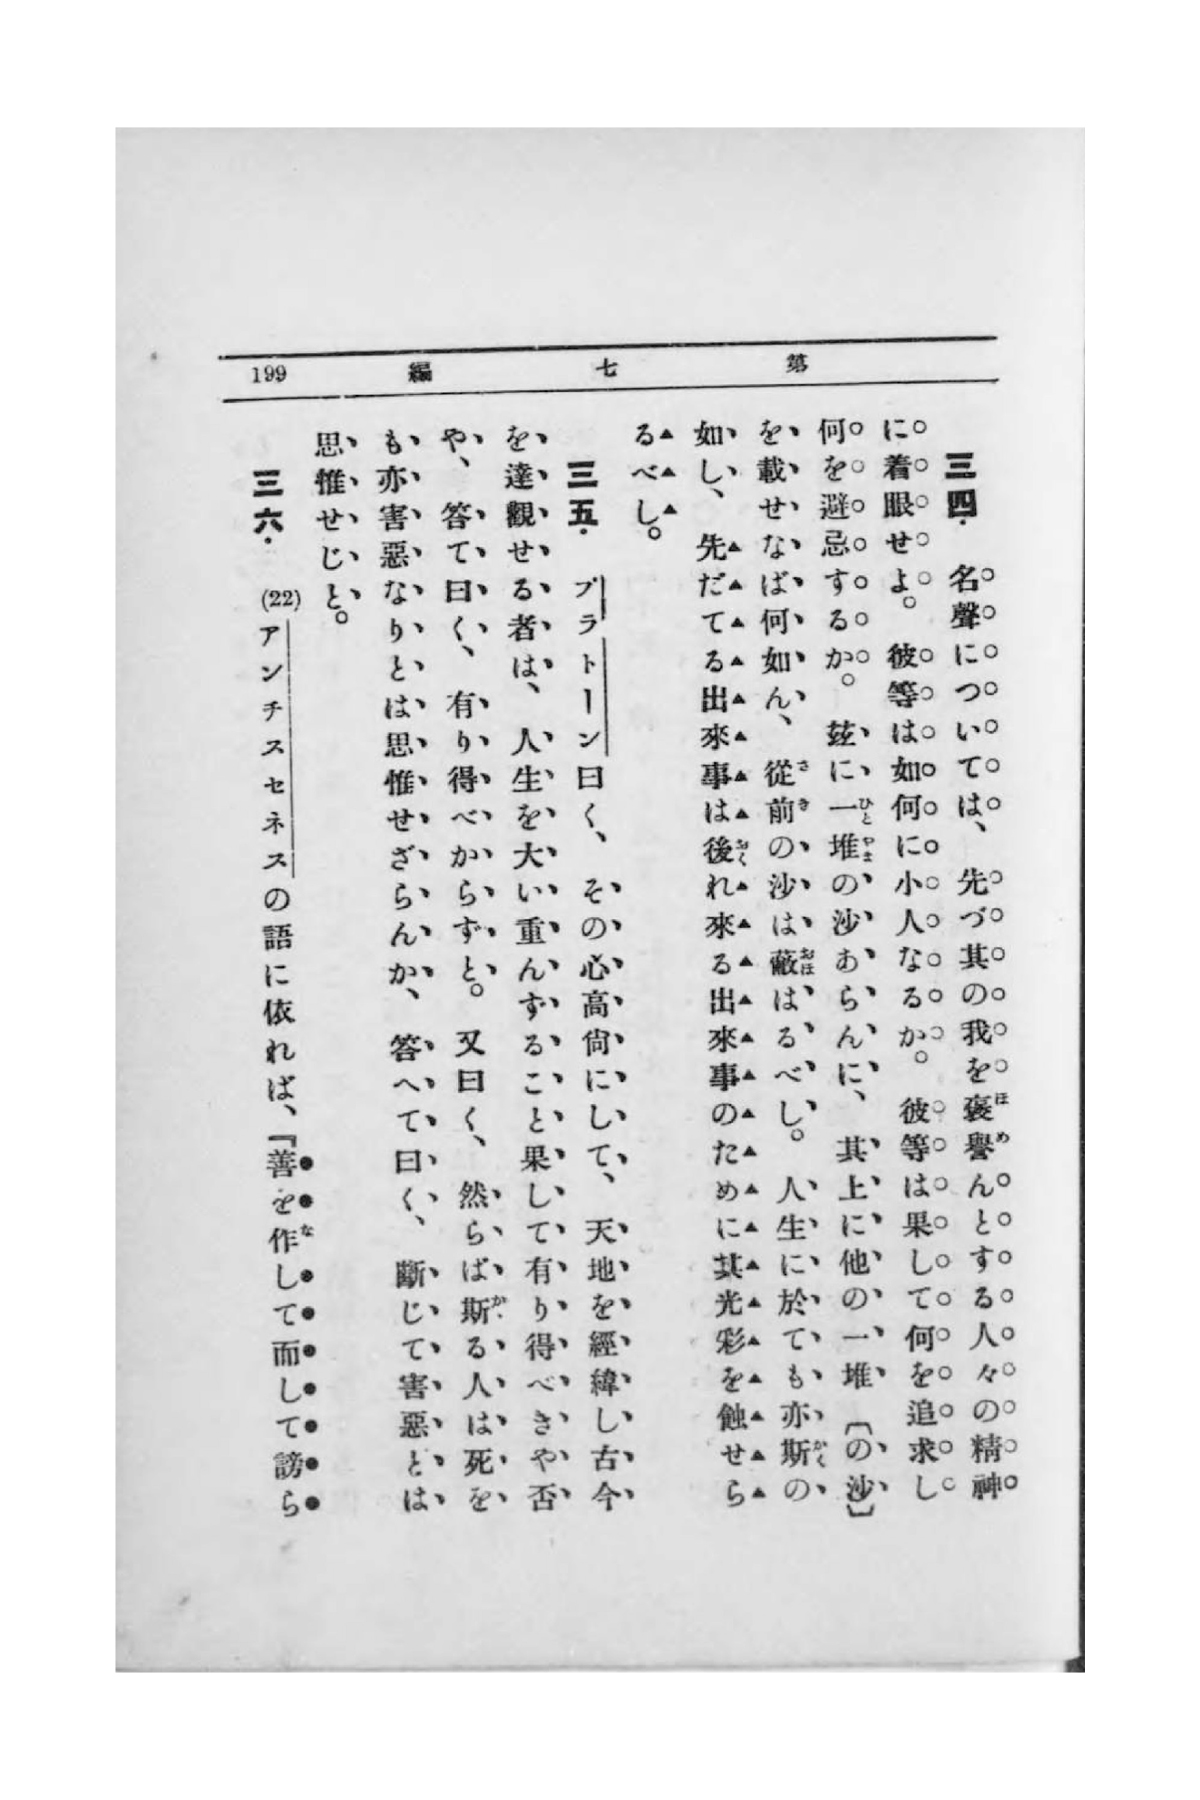 第七編 199
三四・ 名聲については、先づ其の我を褒譽んとする人々の精神
に着眼せよ。彼等は如何に小人なるか。彼等は果して何を追求し
何を避忌するか。玆に一堆の沙あらんに、其上に他の一堆〔の沙〕
を載せなば何如ん、從前の沙は蔽はるべし。人生に於ても亦斯の
如し、先だてる出來事は後れ來る出來事のために其光彩を蝕せら
るべし。
三五・ プラトーン曰く、その心高尙にして、天地を經緯し古今
を達觀せる者は、人生を大い重んずること果して有り得べきや否
や、答て曰く、有り得べからずと。又曰く、然らば斯る人は死を
も亦害惡なりとは思惟せざらんか、答へて曰く、斷じて害惡とは
思惟せじと。
三六・ (22)アンチスセネスの語に依れば、「善を作して而して謗ら